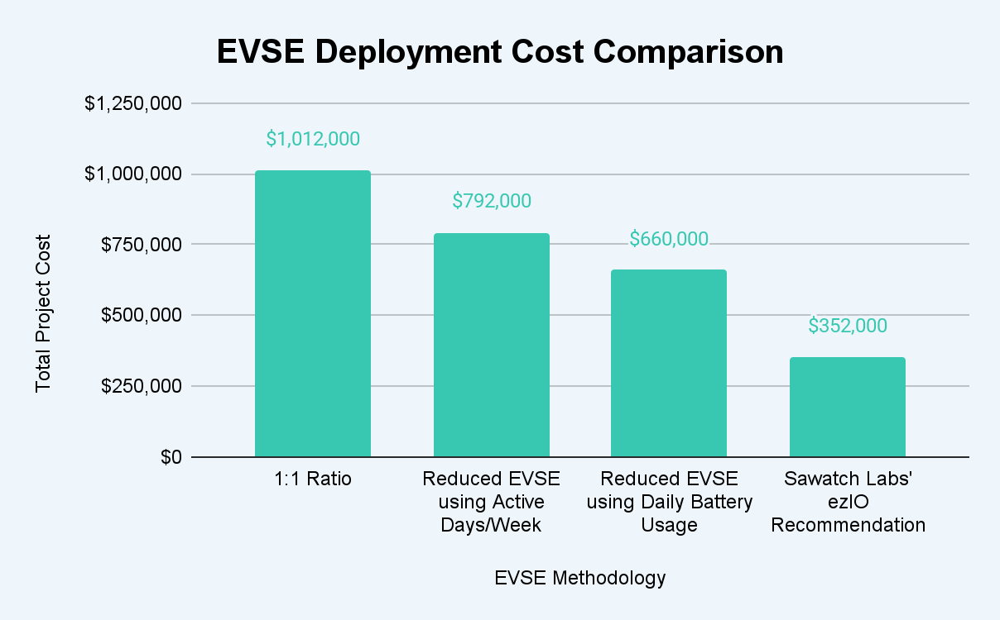 EVSE Deployment Cost Comparison
$1,250,000
$1,012,000
$1,000,000
$792,000
$750,000
$660,000
$500,000
$352,000
$250,000
$0
Total Project Cost
1:1 Ratio
Reduced EVSE
using Active
Days/Week
Reduced EVSE
using Daily Battery
Usage
Sawatch Labs'
ezIO
Recommendation
EVSE Methodology